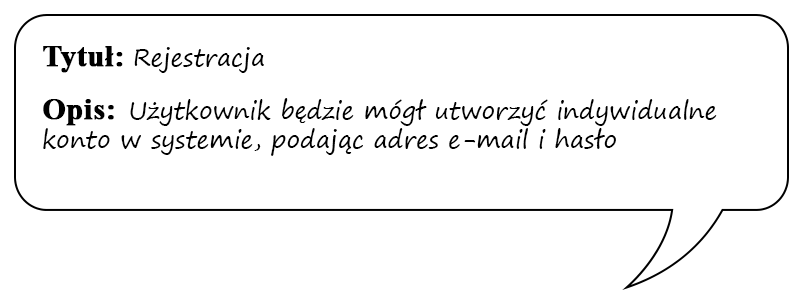 Tytuł: Rejestracja
Opis: Użytkownik będzie mógł utworzyć indywidualne
konto w systemie, podając adres e-mail i hasło